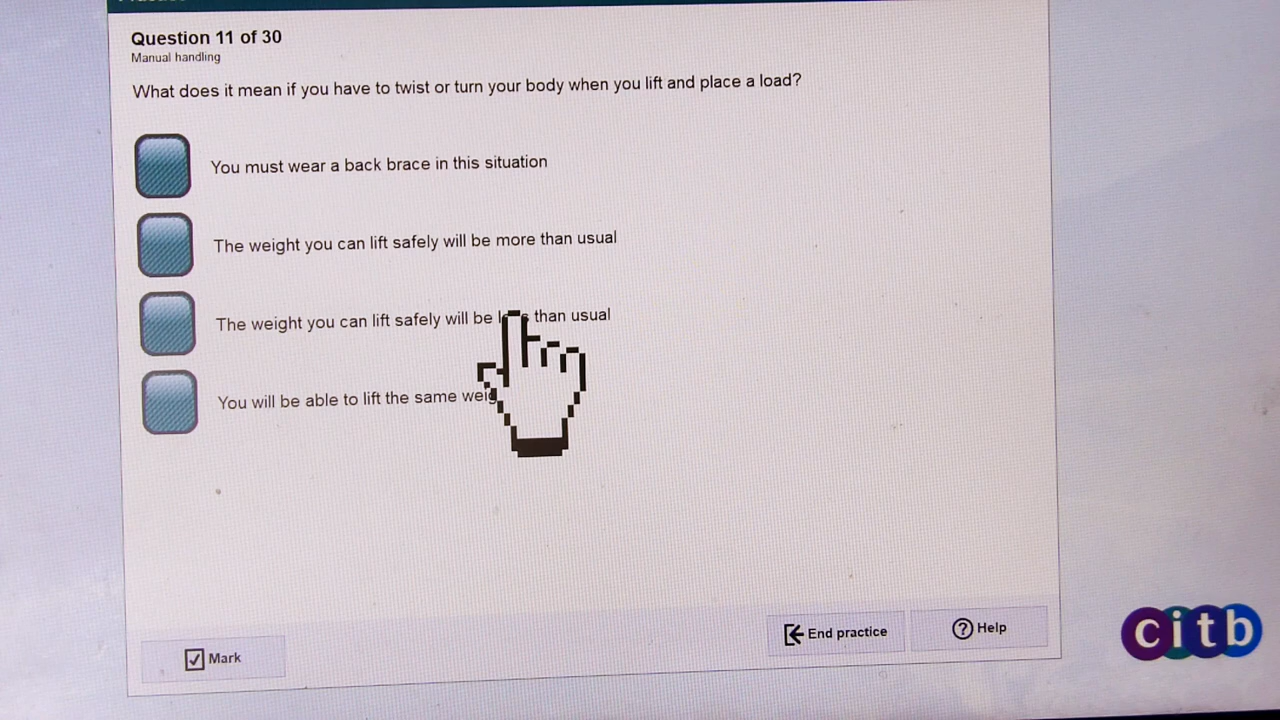 Question 11 of 30
Manual handling
What does it mean if you have to twist or turn your body when you lift and place a load?
You must wear a back brace in this situation
The weight you can lift safely will be more than usual
The weight you can lift safely will be than usual
You will be able to lift the same
End practice
Help
Mark
citb